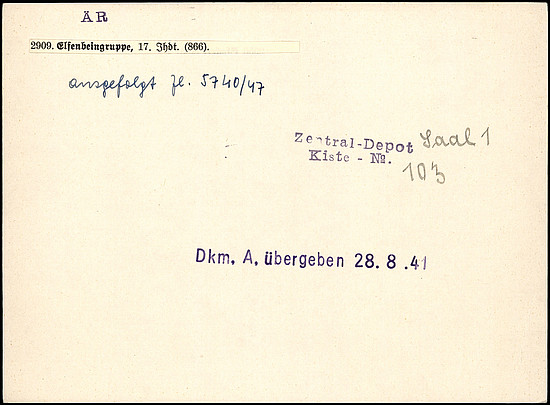 ÄR
2909. Elfenbeingruppe, 17. Jhdt. (866).
ausgefolgt Zl. 5740/47
Zentral-Depot Saal 1
Kiste - №. 103
Dkm. A. übergeben 28. 8 .41